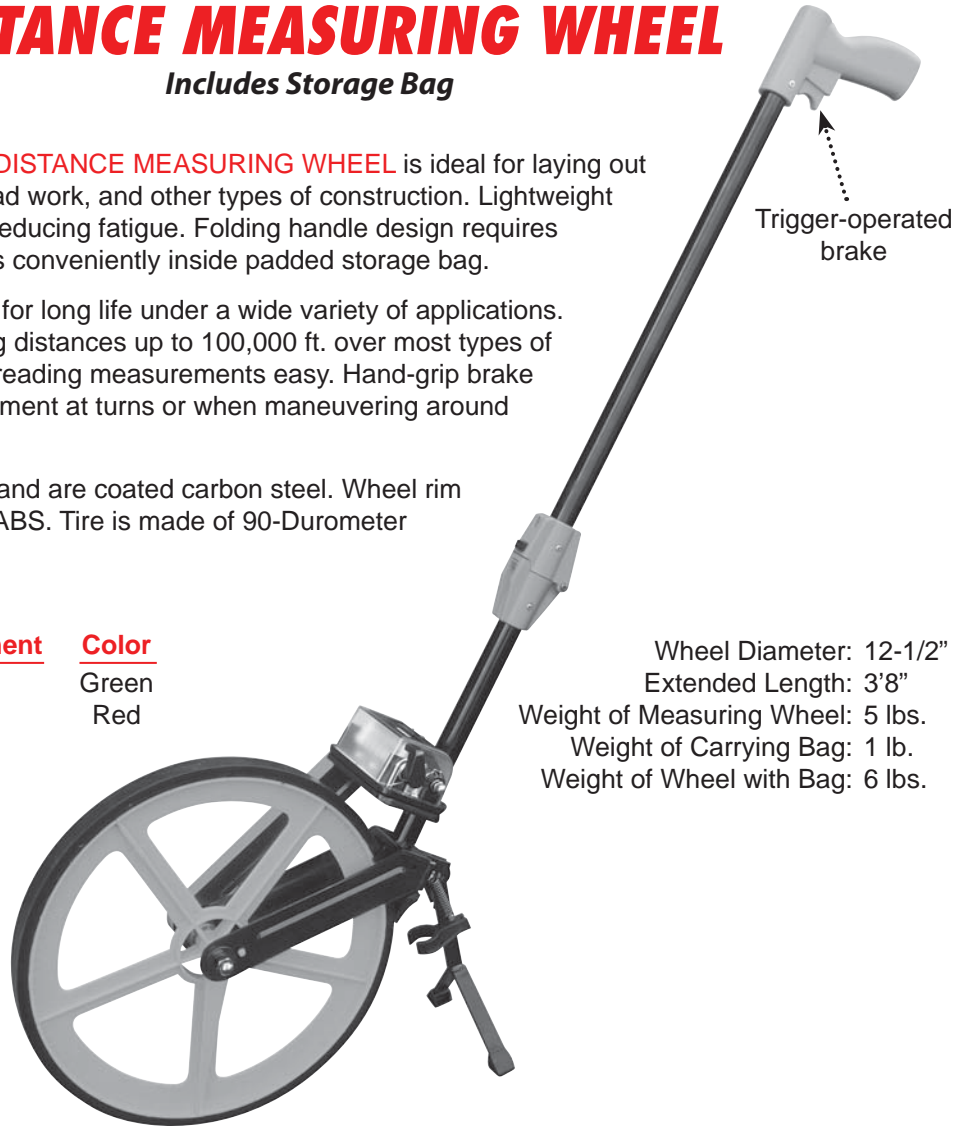 TANCE MEASURING WHEEL
Includes Storage Bag
DISTANCE MEASURING WHEEL is ideal for laying out
ad work, and other types of construction. Lightweight
educing fatigue. Folding handle design requires
s conveniently inside padded storage bag.
for long life under a wide variety of applications.
g distances up to 100,000 ft. over most types of
reading measurements easy. Hand-grip brake
ment at turns or when maneuvering around
and are coated carbon steel. Wheel rim
ABS. Tire is made of 90-Durometer
Trigger-operated
brake
ent Color
Green
Red
Wheel Diameter: 12-1/2”
Extended Length: 3’8”
Weight of Measuring Wheel: 5 lbs.
Weight of Carrying Bag: 1 lb.
Weight of Wheel with Bag: 6 lbs.